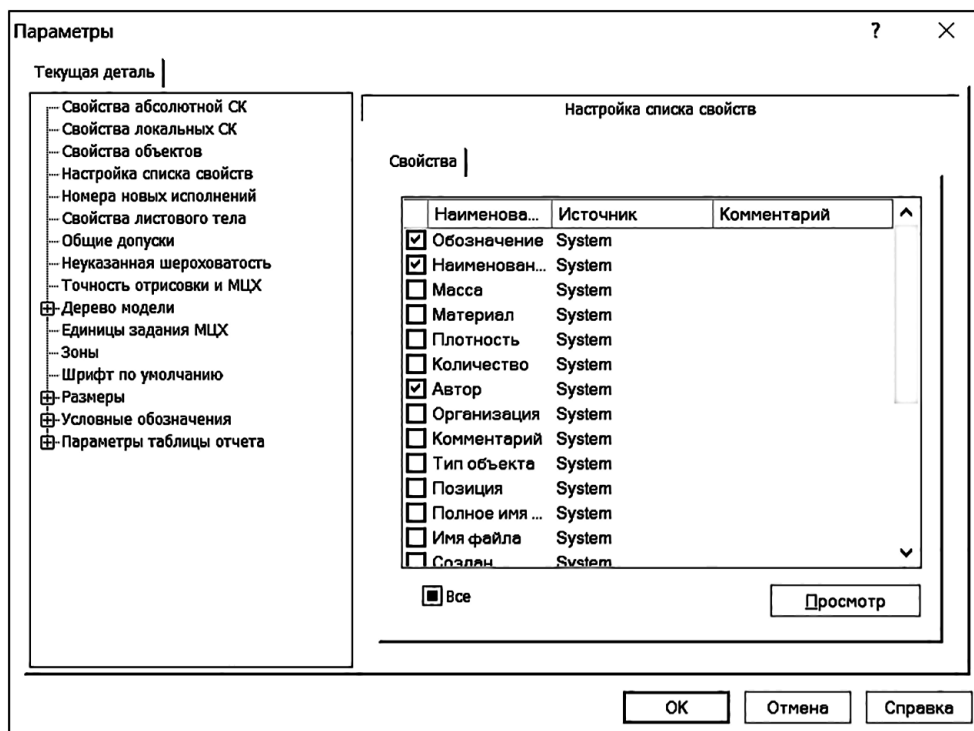 Параметры ?
Текущая деталь
Свойства абсолютной СК
Свойства локальных СК
Свойства объектов
Настройка списка свойств
Номера новых исполнений
Свойства листового тела
Общие допуски
Неуказанная шероховатость
Точность отрисовки и МЦХ
Дерево модели
Единицы задания МЦХ
Зоны
Шрифт по умолчанию
Размеры
Условные обозначения
Параметры таблицы отчета
Настройка списка свойств
Свойства
Наименова... Источник Комментарий
Обозначение System
Наименован... System
Масса System
Материал System
Плотность System
Количество System
Автор System
Организация System
Комментарий System
Тип объекта System
Позиция System
Полное имя ... System
Имя файла System
Создан System
Все
Просмотр
OK Отмена Справка